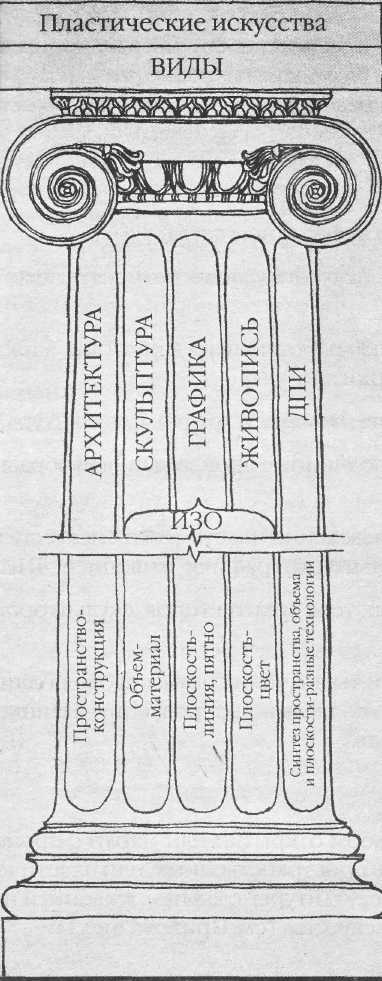 Пластические искусства
ВИДЫ
АРХИТЕКТУРА
СКУЛЬПТУРА
ГРАФИКА
ЖИВОПИСЬ
ДПИ
ИЗО
Пространство-
конструкция
Объем-
материал
Плоскость-
линия, пятно
Плоскость-
цвет
Синтез пространства, объема
и плоскости-разные технологии